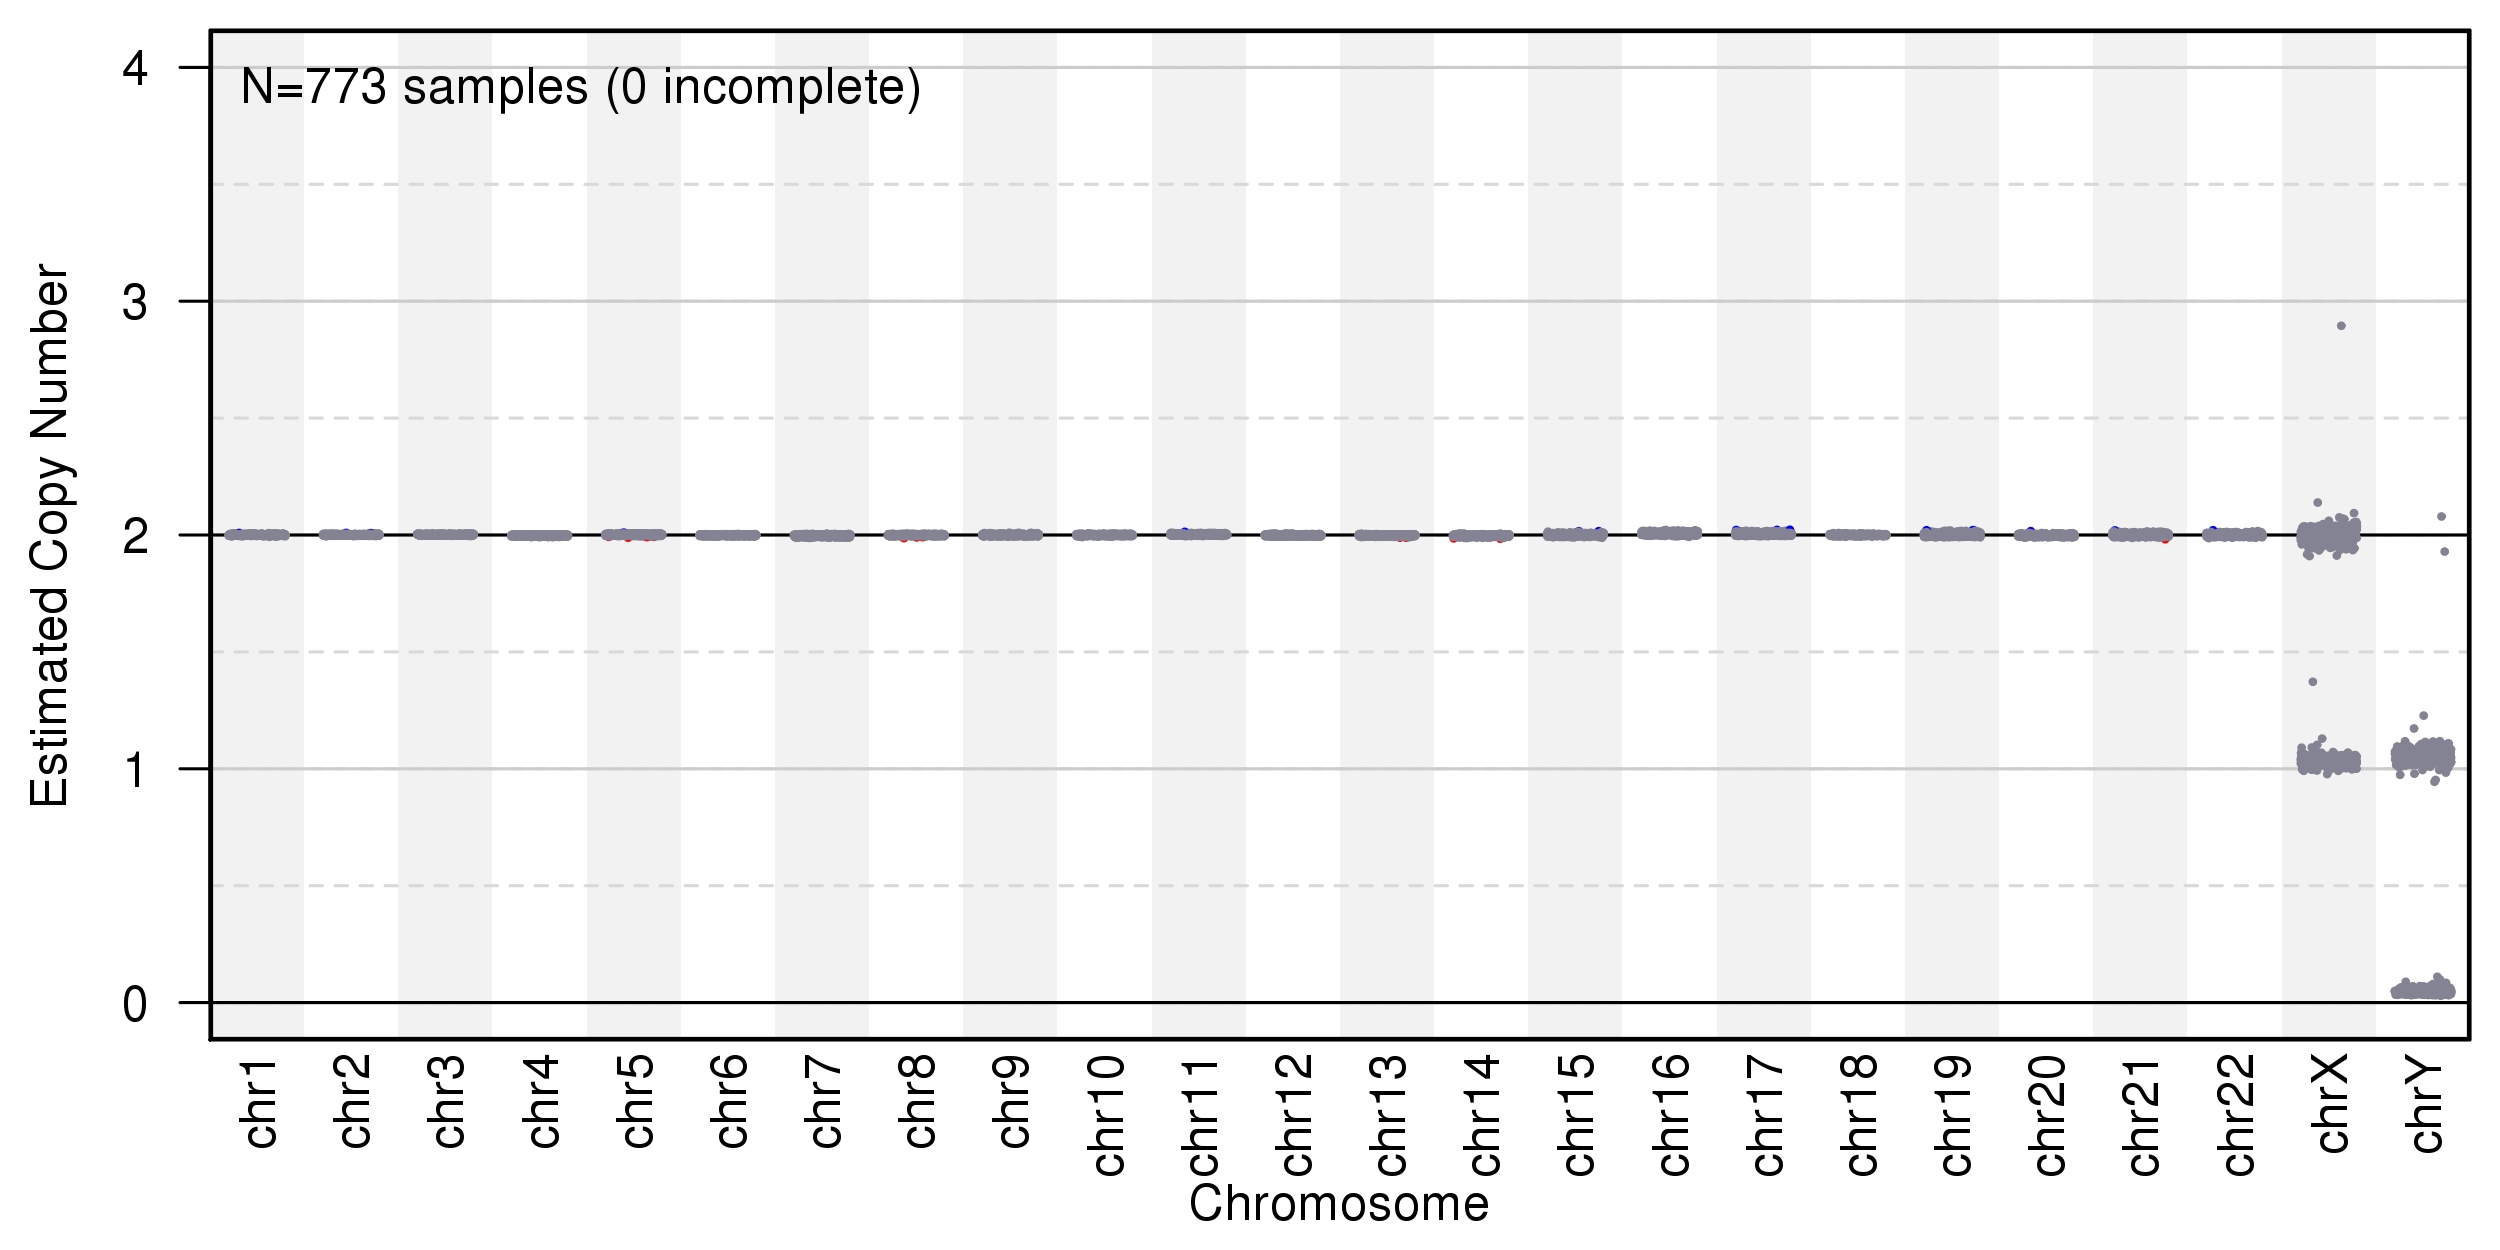 N=773 samples (0 incomplete)
4
3
2
1
0
Estimated Copy Number
chr1
chr2
chr3
chr4
chr5
chr6
chr7
chr8
chr9
chr10
chr11
chr12
chr13
chr14
chr15
chr16
chr17
chr18
chr19
chr20
chr21
chr22
chrX
chrY
Chromosome